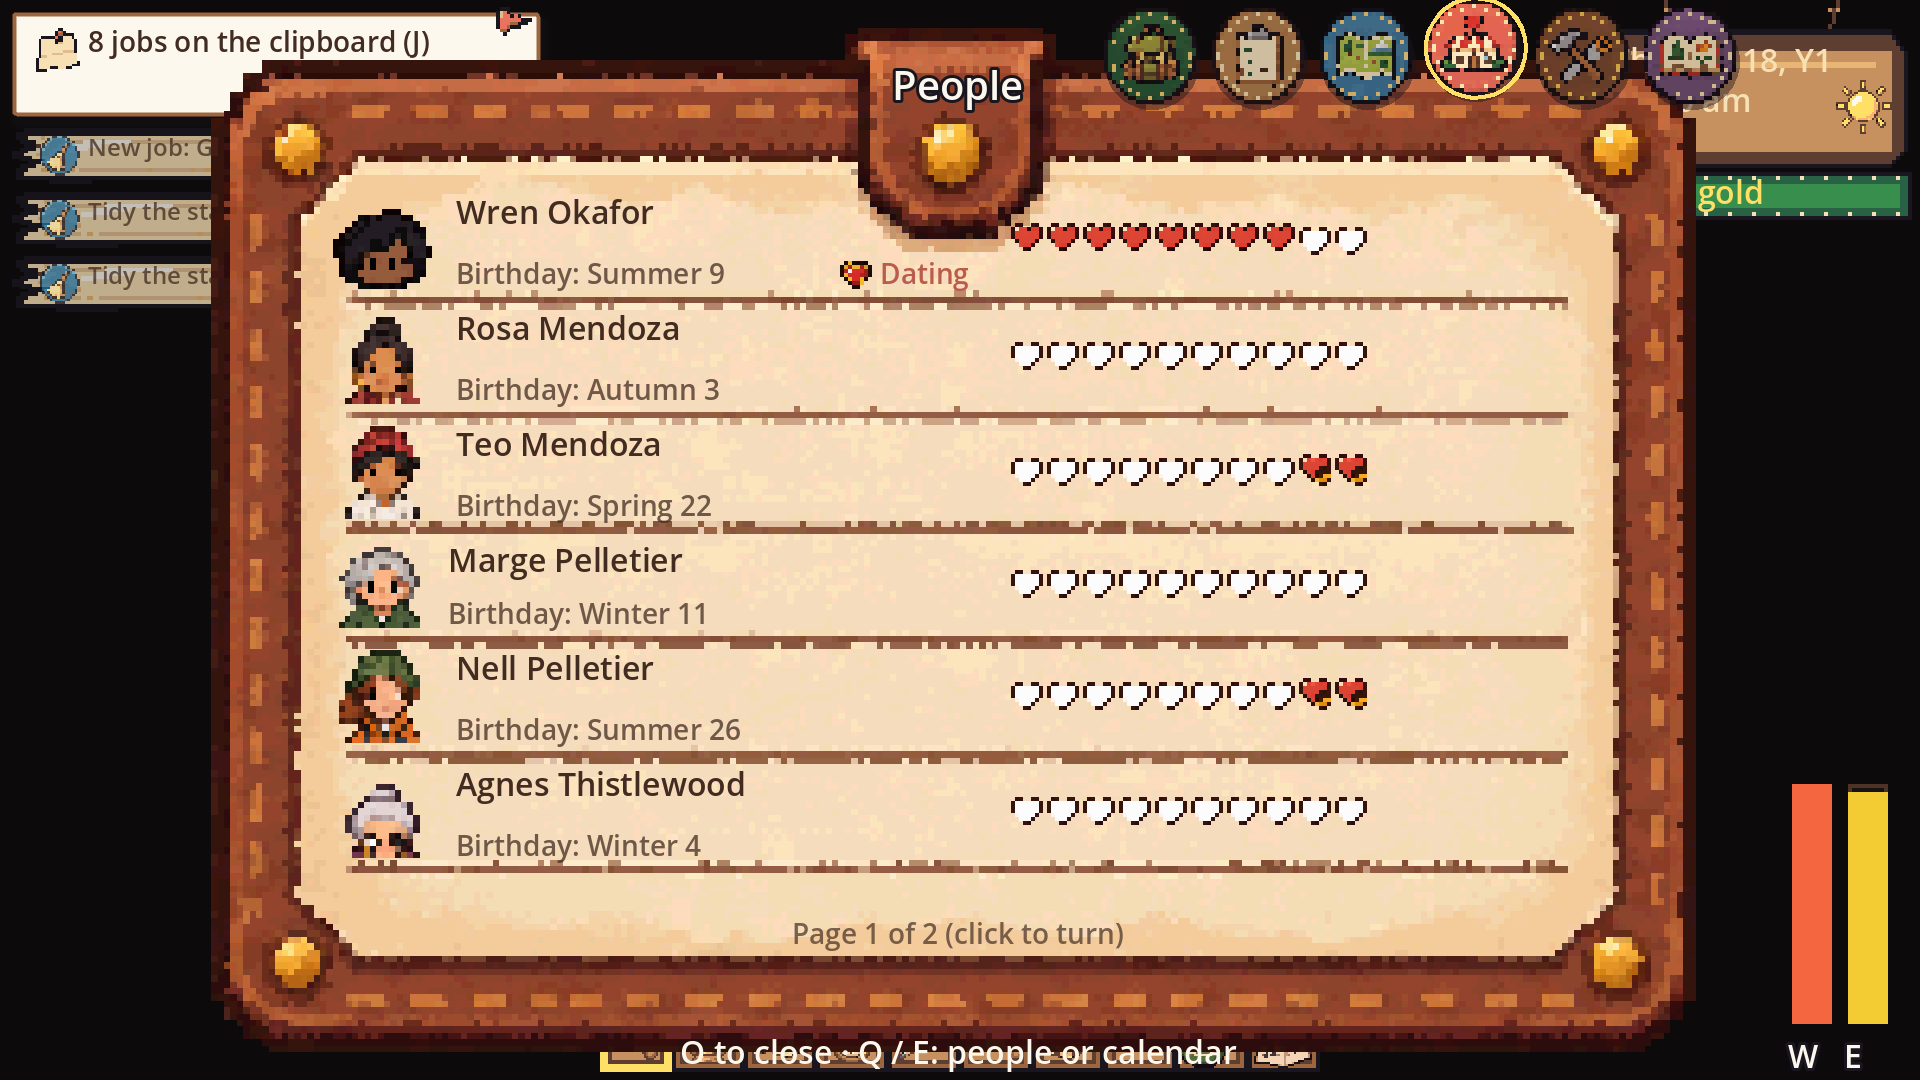 8 jobs on the clipboard (J)
People
18, Y1
am
New job: G
Tidy the sta
Tidy the sta
gold
Wren Okafor
Birthday: Summer 9
Dating
Rosa Mendoza
Birthday: Autumn 3
Teo Mendoza
Birthday: Spring 22
Marge Pelletier
Birthday: Winter 11
Nell Pelletier
Birthday: Summer 26
Agnes Thistlewood
Birthday: Winter 4
Page 1 of 2 (click to turn)
O to close · Q / E: people or calendar
W E